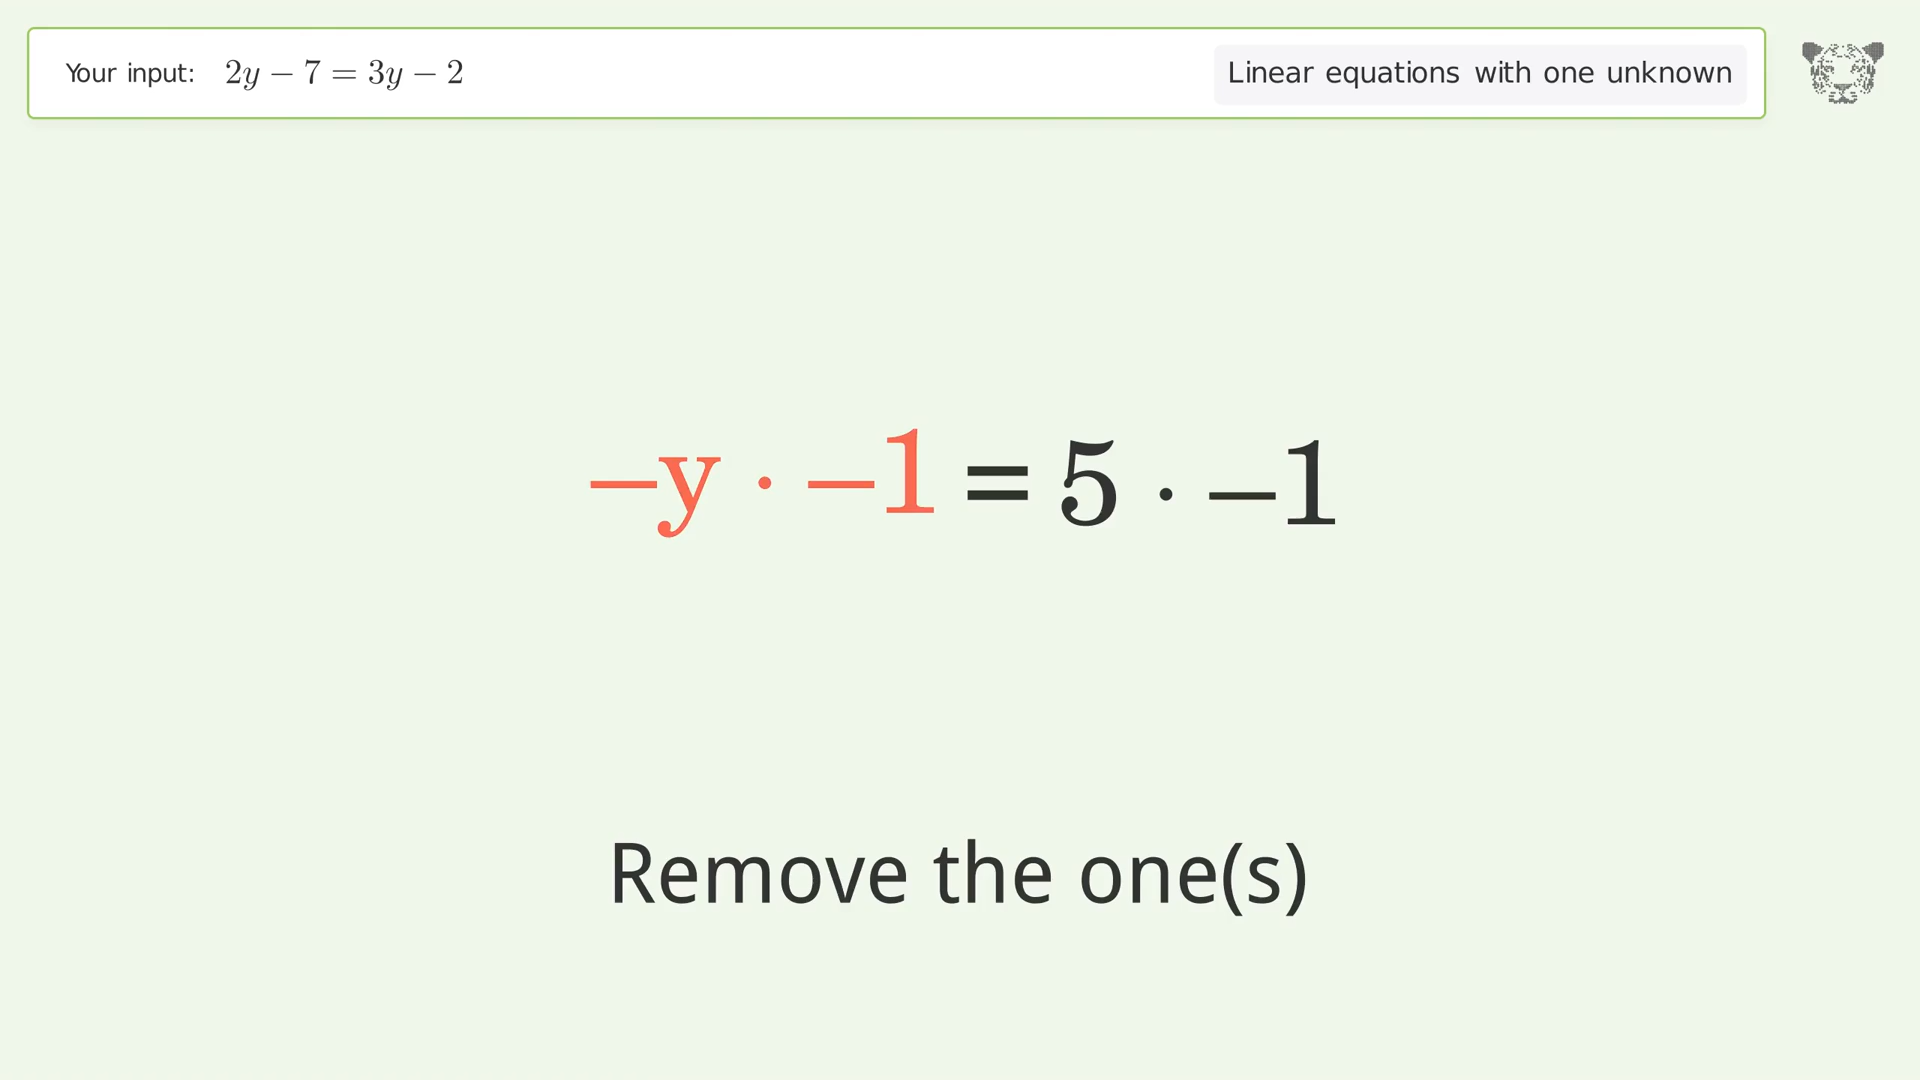 Your input: 2y − 7 = 3y − 2
Linear equations with one unknown
−y · −1 = 5 · −1
Remove the one(s)